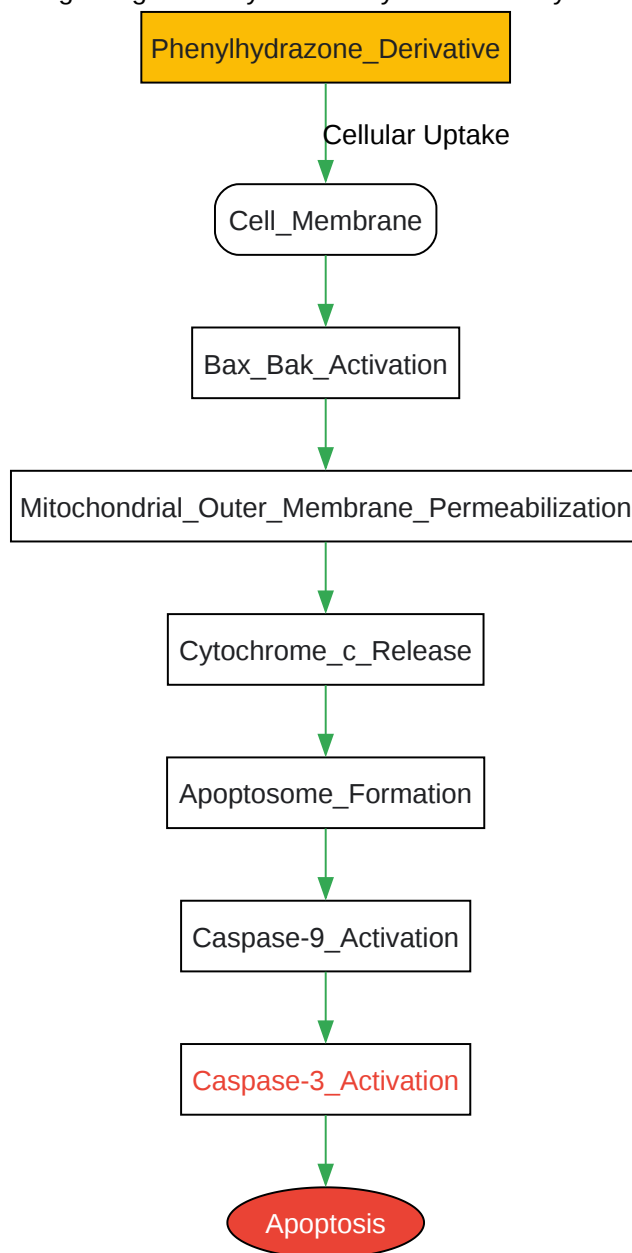 Phenylhydrazone_Derivative
Cellular Uptake
Cell_Membrane
Bax_Bak_Activation
Mitochondrial_Outer_Membrane_Permeabilization
Cytochrome_c_Release
Apoptosome_Formation
Caspase-9_Activation
Caspase-3_Activation
Apoptosis